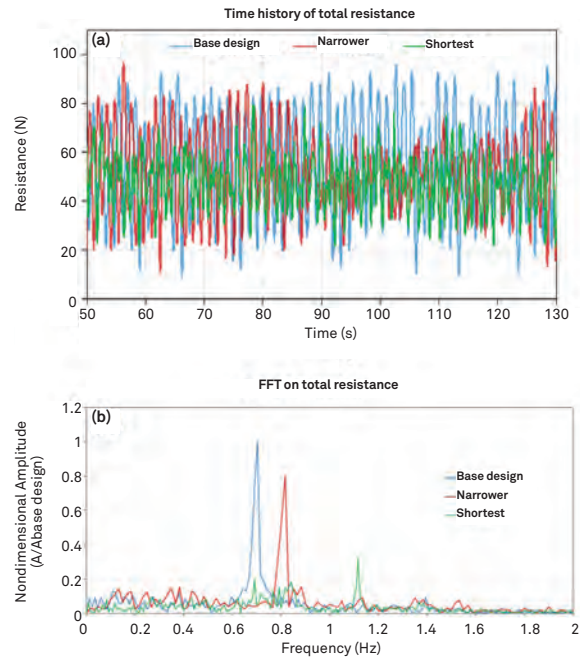 Time history of total resistance
(a)
Base design
Narrower
Shortest
Resistance (N)
100
80
60
40
20
0
50
60
70
80
90
100
110
120
130
Time (s)
FFT on total resistance
(b)
Nondimensional Amplitude
(A/Abase design)
1.2
1
0.8
0.6
0.4
0.2
0
Base design
Narrower
Shortest
0
0.2
0.4
0.6
0.8
1
1.2
1.4
1.6
1.8
2
Frequency (Hz)